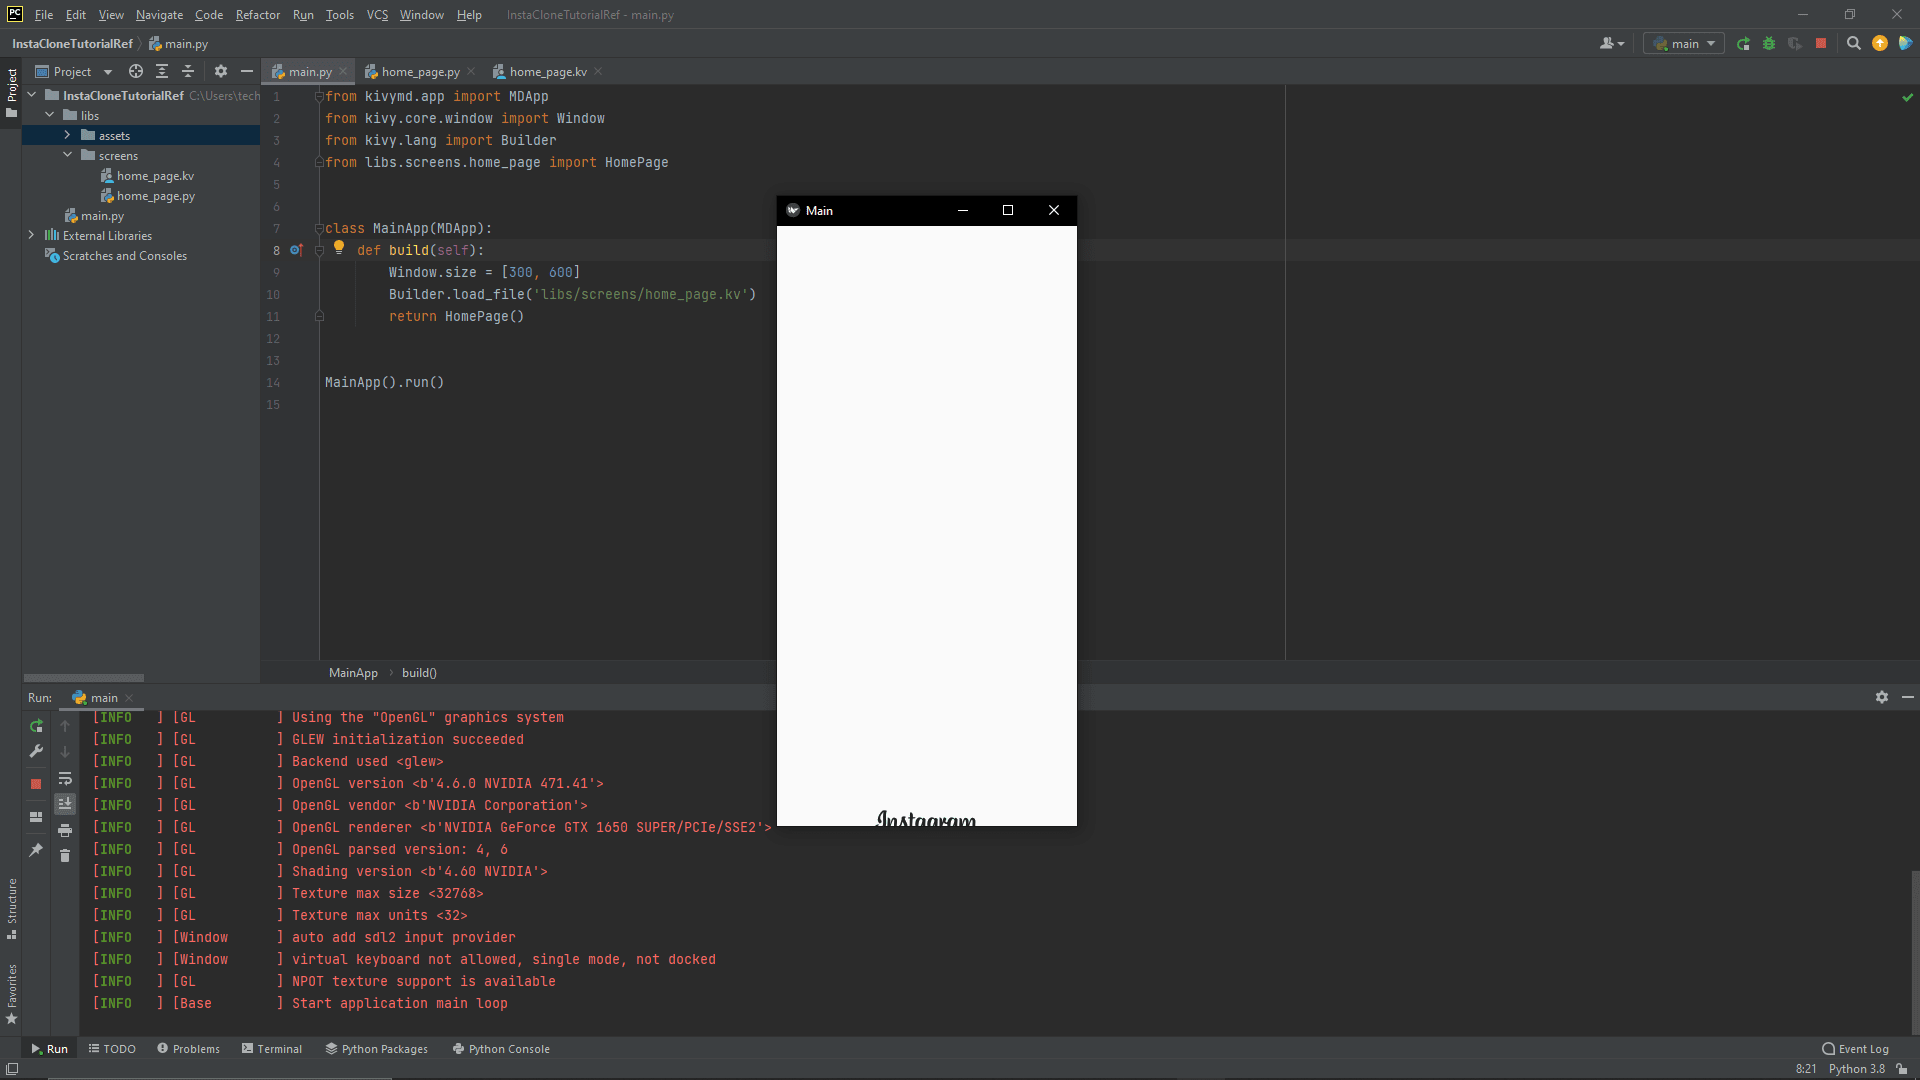 PC File Edit View Navigate Code Refactor Run Tools VCS Window Help InstaCloneTutorialRef - main.py
InstaCloneTutorialRef main.py main
Project main.py home_page.py home_page.kv
Project
InstaCloneTutorialRef C:\Users\tech
libs
assets
screens
home_page.kv
home_page.py
main.py
External Libraries
Scratches and Consoles
1 from kivymd.app import MDApp
2 from kivy.core.window import Window
3 from kivy.lang import Builder
4 from libs.screens.home_page import HomePage
5
6
7 class MainApp(MDApp):
8 def build(self):
9 Window.size = [300, 600]
10 Builder.load_file('libs/screens/home_page.kv')
11 return HomePage()
12
13
14 MainApp().run()
15
Main
Instagram
MainApp build()
Run: main
[INFO ] [GL ] Using the "OpenGL" graphics system
[INFO ] [GL ] GLEW initialization succeeded
[INFO ] [GL ] Backend used <glew>
[INFO ] [GL ] OpenGL version <b'4.6.0 NVIDIA 471.41'>
[INFO ] [GL ] OpenGL vendor <b'NVIDIA Corporation'>
[INFO ] [GL ] OpenGL renderer <b'NVIDIA GeForce GTX 1650 SUPER/PCIe/SSE2'>
[INFO ] [GL ] OpenGL parsed version: 4, 6
[INFO ] [GL ] Shading version <b'4.60 NVIDIA'>
[INFO ] [GL ] Texture max size <32768>
[INFO ] [GL ] Texture max units <32>
[INFO ] [Window ] auto add sdl2 input provider
[INFO ] [Window ] virtual keyboard not allowed, single mode, not docked
[INFO ] [GL ] NPOT texture support is available
[INFO ] [Base ] Start application main loop
Structure
Favorites
Run TODO Problems Terminal Python Packages Python Console Event Log
8:21 Python 3.8